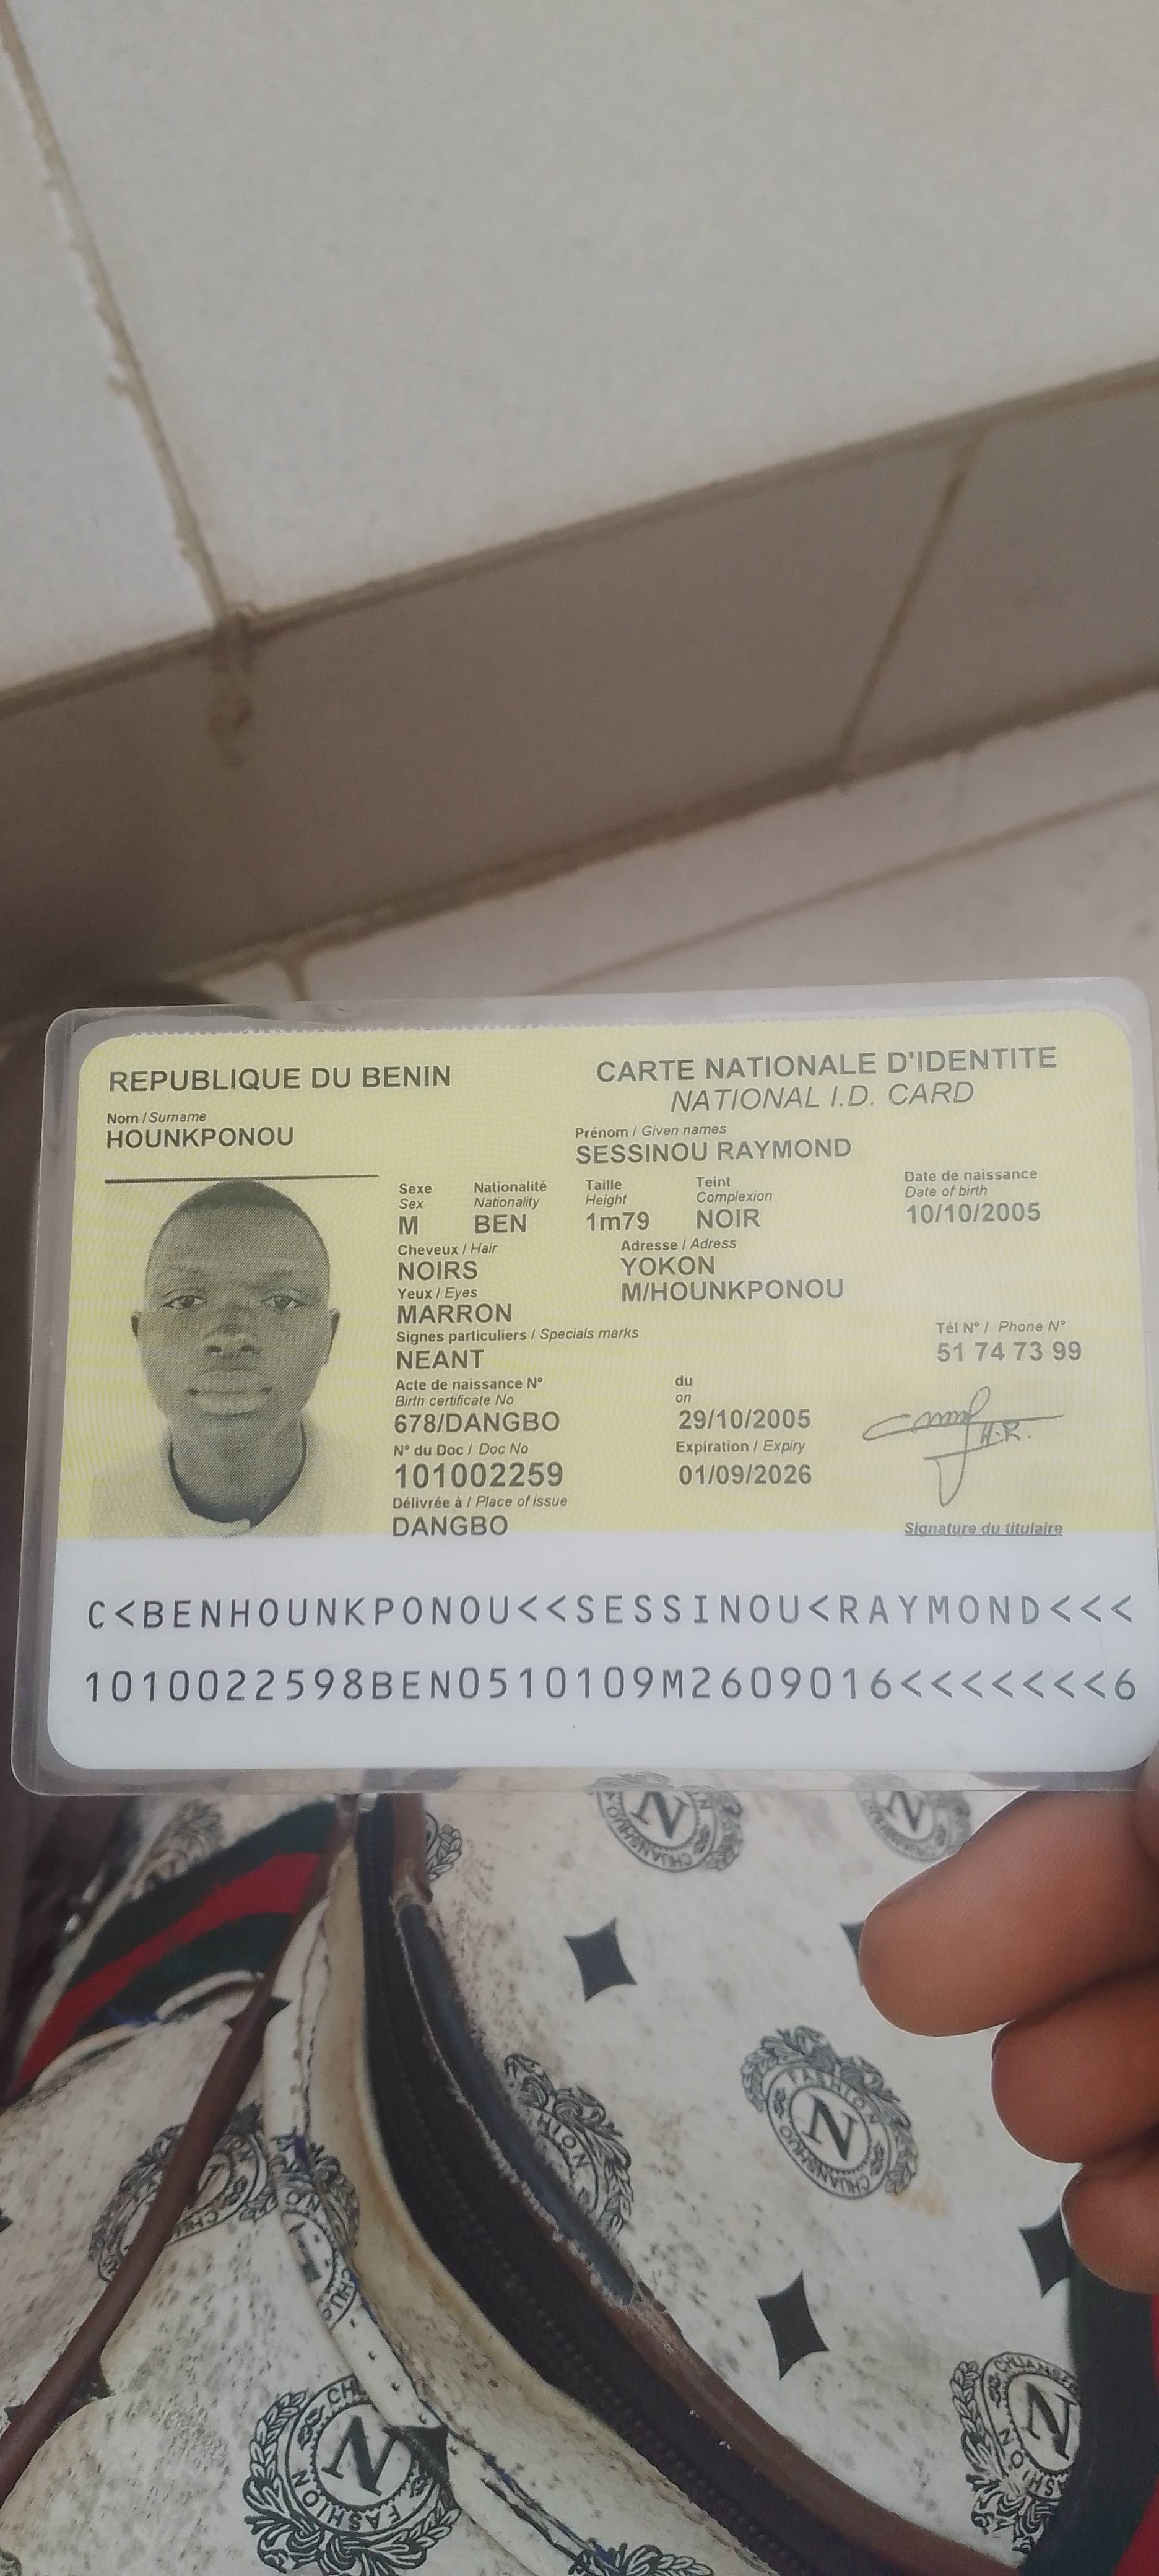 REPUBLIQUE DU BENIN
CARTE NATIONALE D'IDENTITE
NATIONAL I.D. CARD
Nom / Surname
HOUNKPONOU
Prénom / Given names
SESSINOU RAYMOND
Sexe Nationalité Taille Teint Date de naissance
Sex Nationality Height Complexion Date of birth
M BEN 1m79 NOIR 10/10/2005
Cheveux / Hair Adresse / Adress
NOIRS YOKON
Yeux / Eyes M/HOUNKPONOU
MARRON
Signes particuliers / Specials marks Tél N° / Phone N°
NEANT 51 74 73 99
Acte de naissance N° du
Birth certificate No on
678/DANGBO 29/10/2005
H.R.
N° du Doc / Doc No Expiration / Expiry
101002259 01/09/2026
Délivrée à / Place of issue
DANGBO Signature du titulaire
C<BENHOUNKPONOU<<SESSINOU<RAYMOND<<<
1010022598BEN0510109M2609016<<<<<<<6
N CHUANSHUO
FASHION N CHUANSHUO
FASHION N